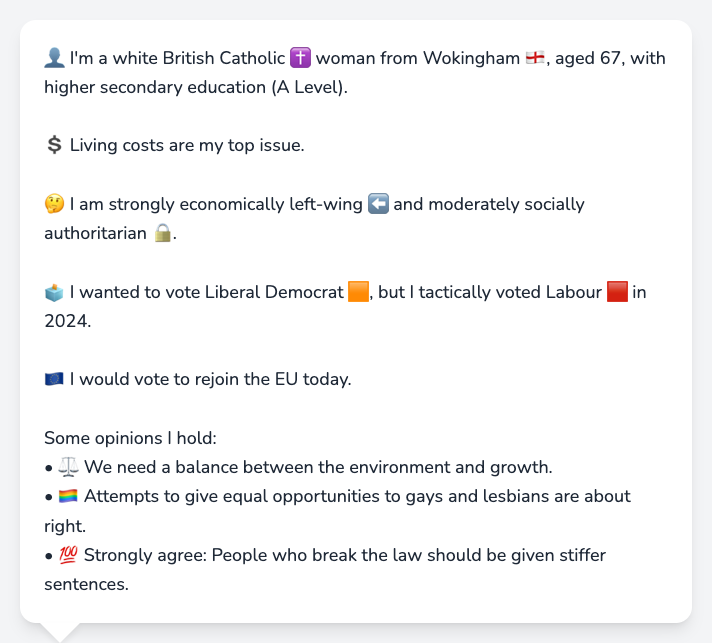 👤 I'm a white British Catholic ✝️ woman from Wokingham 🏴󠁧󠁢󠁥󠁮󠁧󠁿, aged 67, with
higher secondary education (A Level).
💲 Living costs are my top issue.
🤔 I am strongly economically left-wing ⬅️ and moderately socially
authoritarian 🔒.
🗳️ I wanted to vote Liberal Democrat 🟧, but I tactically voted Labour 🟥 in
2024.
🇪🇺 I would vote to rejoin the EU today.
Some opinions I hold:
• ⚖️ We need a balance between the environment and growth.
• 🏳️‍🌈 Attempts to give equal opportunities to gays and lesbians are about
right.
• 💯 Strongly agree: People who break the law should be given stiffer
sentences.